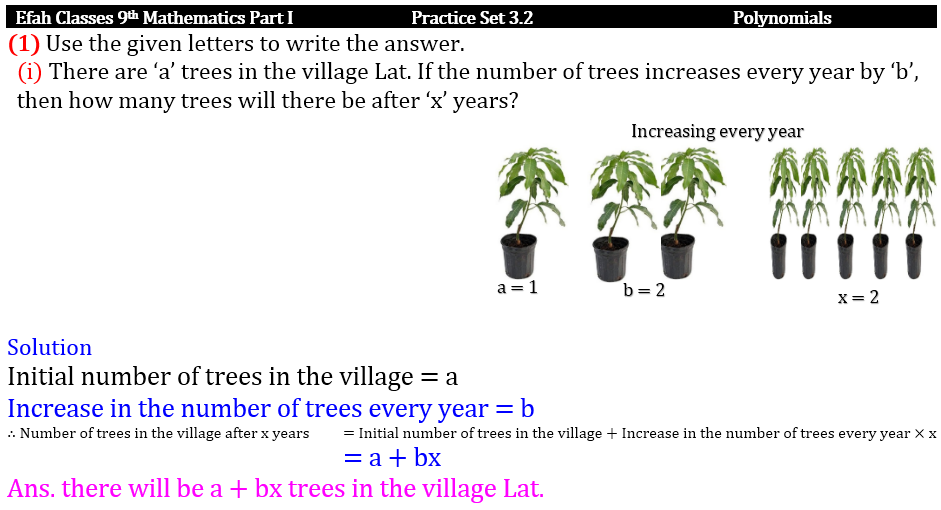 Efah Classes 9th Mathematics Part I Practice Set 3.2 Polynomials
(1) Use the given letters to write the answer.
(i) There are ‘a’ trees in the village Lat. If the number of trees increases every year by ‘b’,
then how many trees will there be after ‘x’ years?
Increasing every year
a = 1
b = 2
x = 2
Solution
Initial number of trees in the village = a
Increase in the number of trees every year = b
∴ Number of trees in the village after x years = Initial number of trees in the village + Increase in the number of trees every year × x
= a + bx
Ans. there will be a + bx trees in the village Lat.